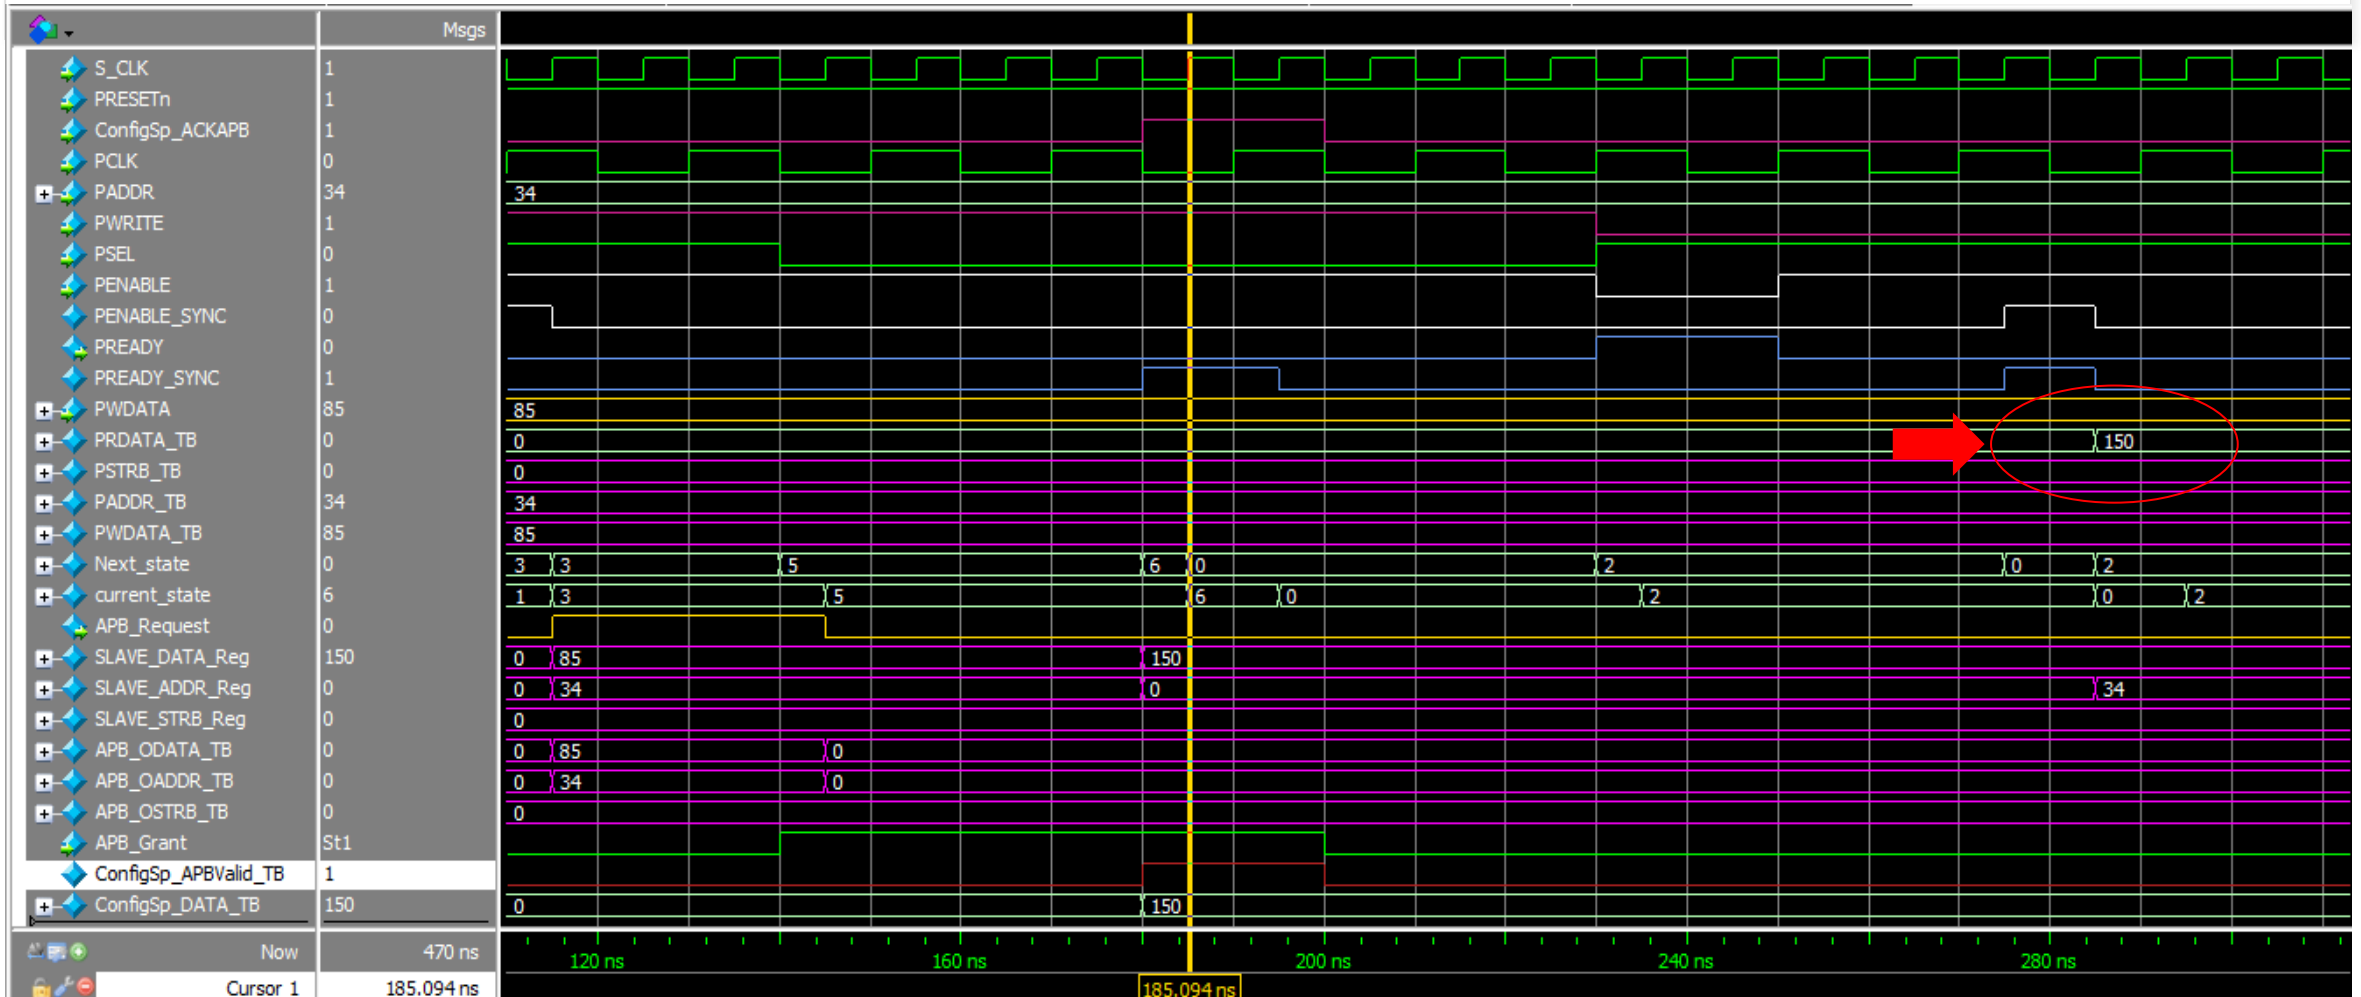 Msgs
S_CLK 1
PRESETn 1
ConfigSp_ACKAPB 1
PCLK 0
PADDR 34 34
PWRITE 1
PSEL 0
PENABLE 1
PENABLE_SYNC 0
PREADY 0
PREADY_SYNC 1
PWDATA 85 85
PRDATA_TB 0 0 150
PSTRB_TB 0 0
PADDR_TB 34 34
PWDATA_TB 85 85
Next_state 0 3 3 5 6 0 2 0 2
current_state 6 1 3 5 6 0 2 0 2
APB_Request 0
SLAVE_DATA_Reg 150 0 85 150
SLAVE_ADDR_Reg 0 0 34 0 34
SLAVE_STRB_Reg 0 0
APB_ODATA_TB 0 0 85 0
APB_OADDR_TB 0 0 34 0
APB_OSTRB_TB 0 0
APB_Grant St1
ConfigSp_APBValid_TB 1
ConfigSp_DATA_TB 150 0 150
Now 470 ns 120 ns 160 ns 200 ns 240 ns 280 ns
Cursor 1 185.094 ns 185.094 ns